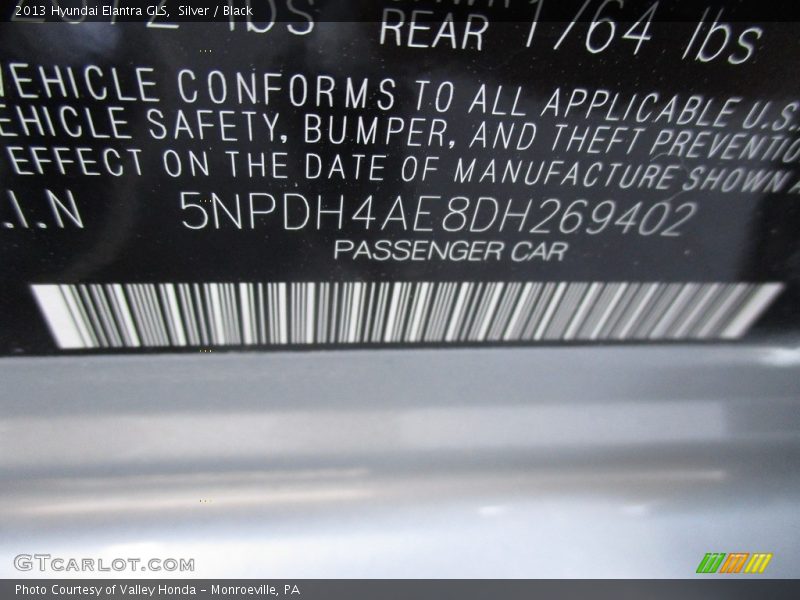 2013 Hyundai Elantra GLS, Silver / Black
lbs
REAR 1764 lbs
VEHICLE CONFORMS TO ALL APPLICABLE U.S.
EHICLE SAFETY, BUMPER, AND THEFT PREVENTIO
EFFECT ON THE DATE OF MANUFACTURE SHOWN
.I.N 5NPDH4AE8DH269402
PASSENGER CAR
GTCARLOT.COM
Photo Courtesy of Valley Honda - Monroeville, PA